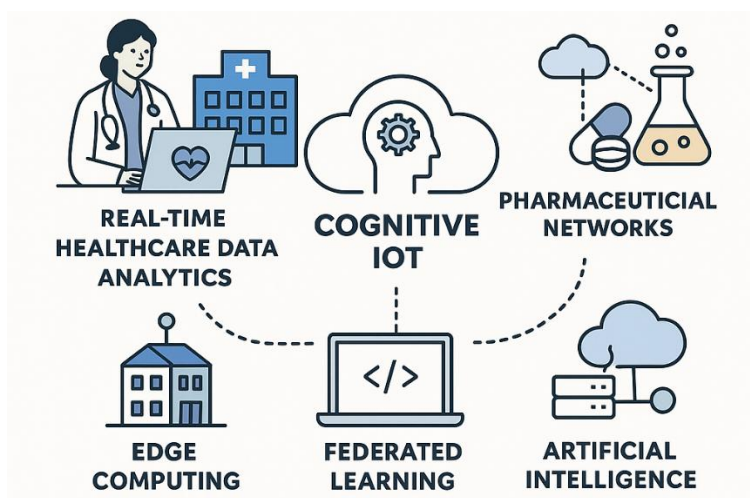 REAL-TIME
HEALTHCARE DATA
ANALYTICS
COGNITIVE
IOT
PHARMACEUTICIAL
NETWORKS
</>
EDGE
COMPUTING
FEDERATED
LEARNING
ARTIFICIAL
INTELLIGENCE